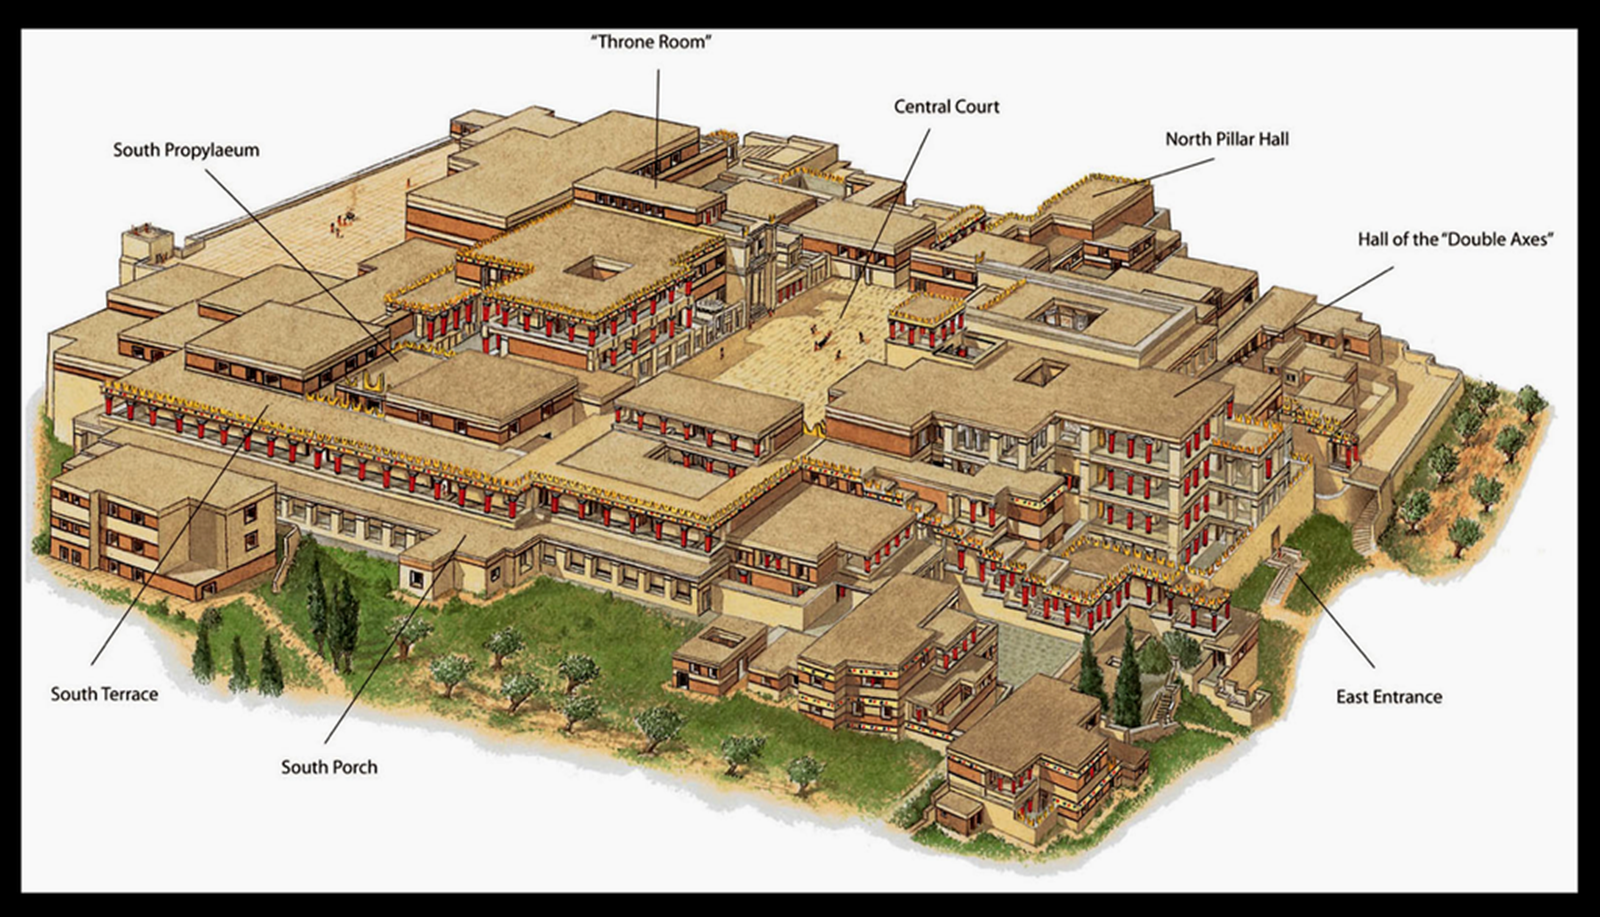 “Throne Room”
Central Court
North Pillar Hall
South Propylaeum
Hall of the “Double Axes”
South Terrace
East Entrance
South Porch